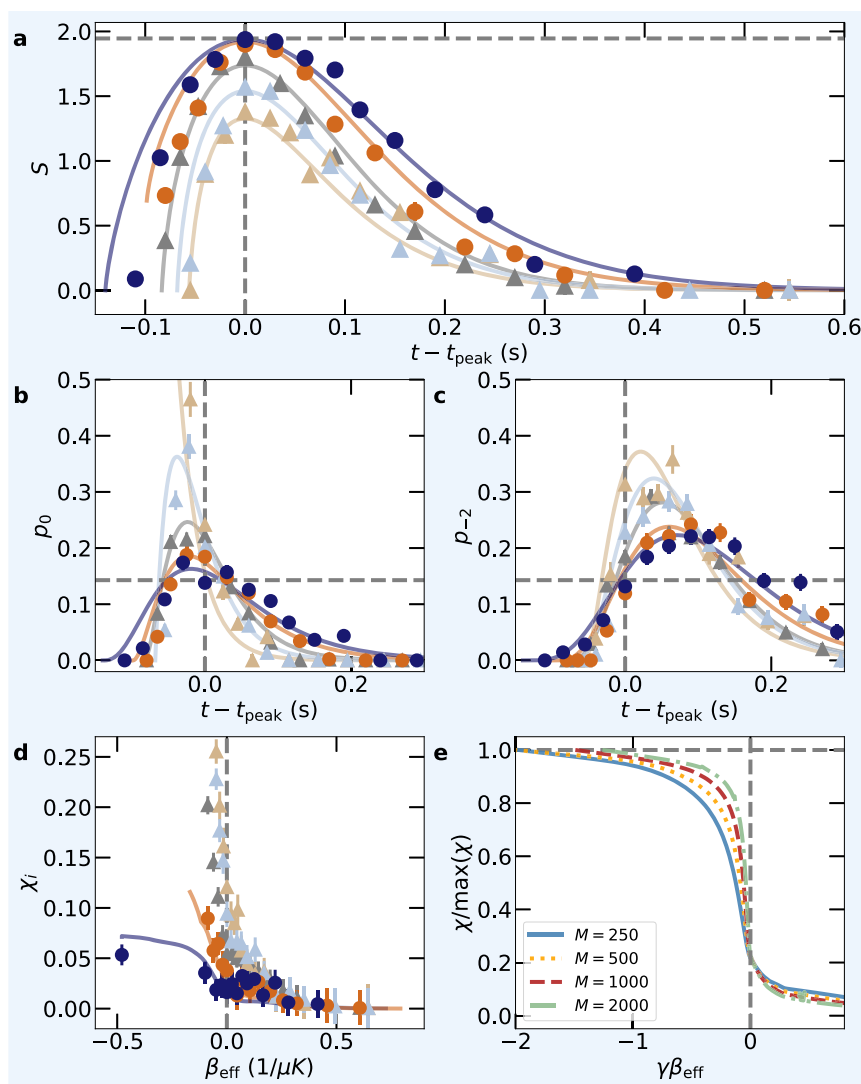 a
2.0
1.5
1.0
0.5
0.0
S
−0.1 0.0 0.1 0.2 0.3 0.4 0.5 0.6
t − t_peak (s)
b
0.5
0.4
0.3
0.2
0.1
0.0
p₀
0.0 0.2
t − t_peak (s)
c
0.5
0.4
0.3
0.2
0.1
0.0
p₋₂
0.0 0.2
t − t_peak (s)
d
0.25
0.20
0.15
0.10
0.05
0.00
χᵢ
−0.5 0.0 0.5
β_eff (1/μK)
e
1.0
0.8
0.6
0.4
0.2
0.0
χ/max(χ)
M = 250
M = 500
M = 1000
M = 2000
−2 −1 0
γβ_eff